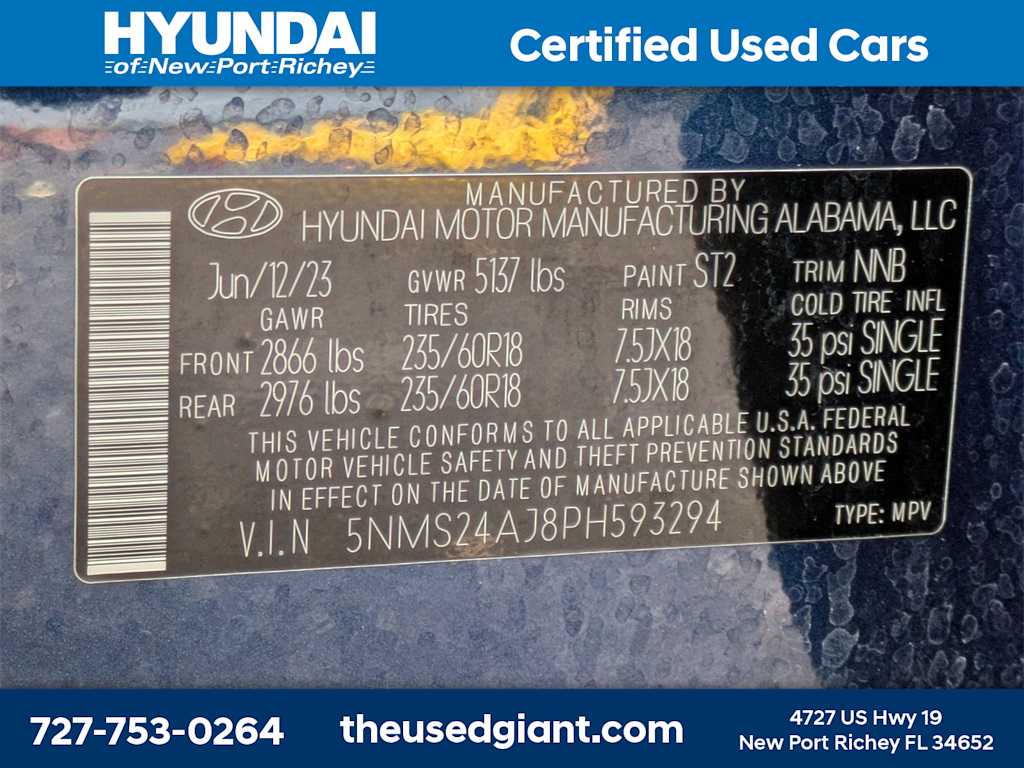 HYUNDAI
of New Port Richey
Certified Used Cars
MANUFACTURED BY
HYUNDAI MOTOR MANUFACTURING ALABAMA, LLC
Jun/12/23 GVWR 5137 lbs PAINT ST2 TRIM NNB
GAWR TIRES RIMS COLD TIRE INFL
FRONT 2866 lbs 235/60R18 7.5JX18 35 psi SINGLE
REAR 2976 lbs 235/60R18 7.5JX18 35 psi SINGLE
THIS VEHICLE CONFORMS TO ALL APPLICABLE U.S.A. FEDERAL
MOTOR VEHICLE SAFETY AND THEFT PREVENTION STANDARDS
IN EFFECT ON THE DATE OF MANUFACTURE SHOWN ABOVE
V.I.N 5NMS24AJ8PH593294 TYPE: MPV
727-753-0264
theusedgiant.com
4727 US Hwy 19
New Port Richey FL 34652